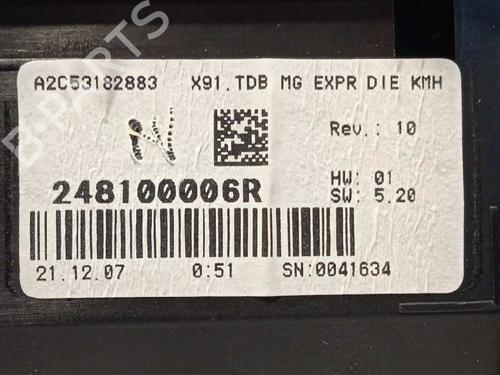 A2C53182883 X91.TDB MG EXPR DIE KMH
Rev.: 10
HW: 01
SW: 5.20
248100006R
21.12.07 0:51 SN:0041634
B-PARTS